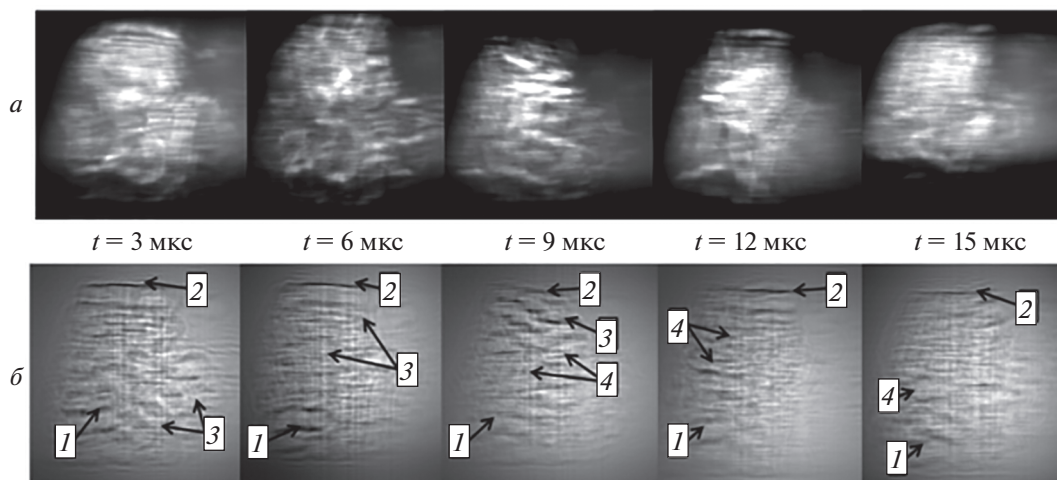 а
t = 3 мкс t = 6 мкс t = 9 мкс t = 12 мкс t = 15 мкс
2 2 2 2 2
3 3 3 4 4
б
1 3 1 1 1 1
4